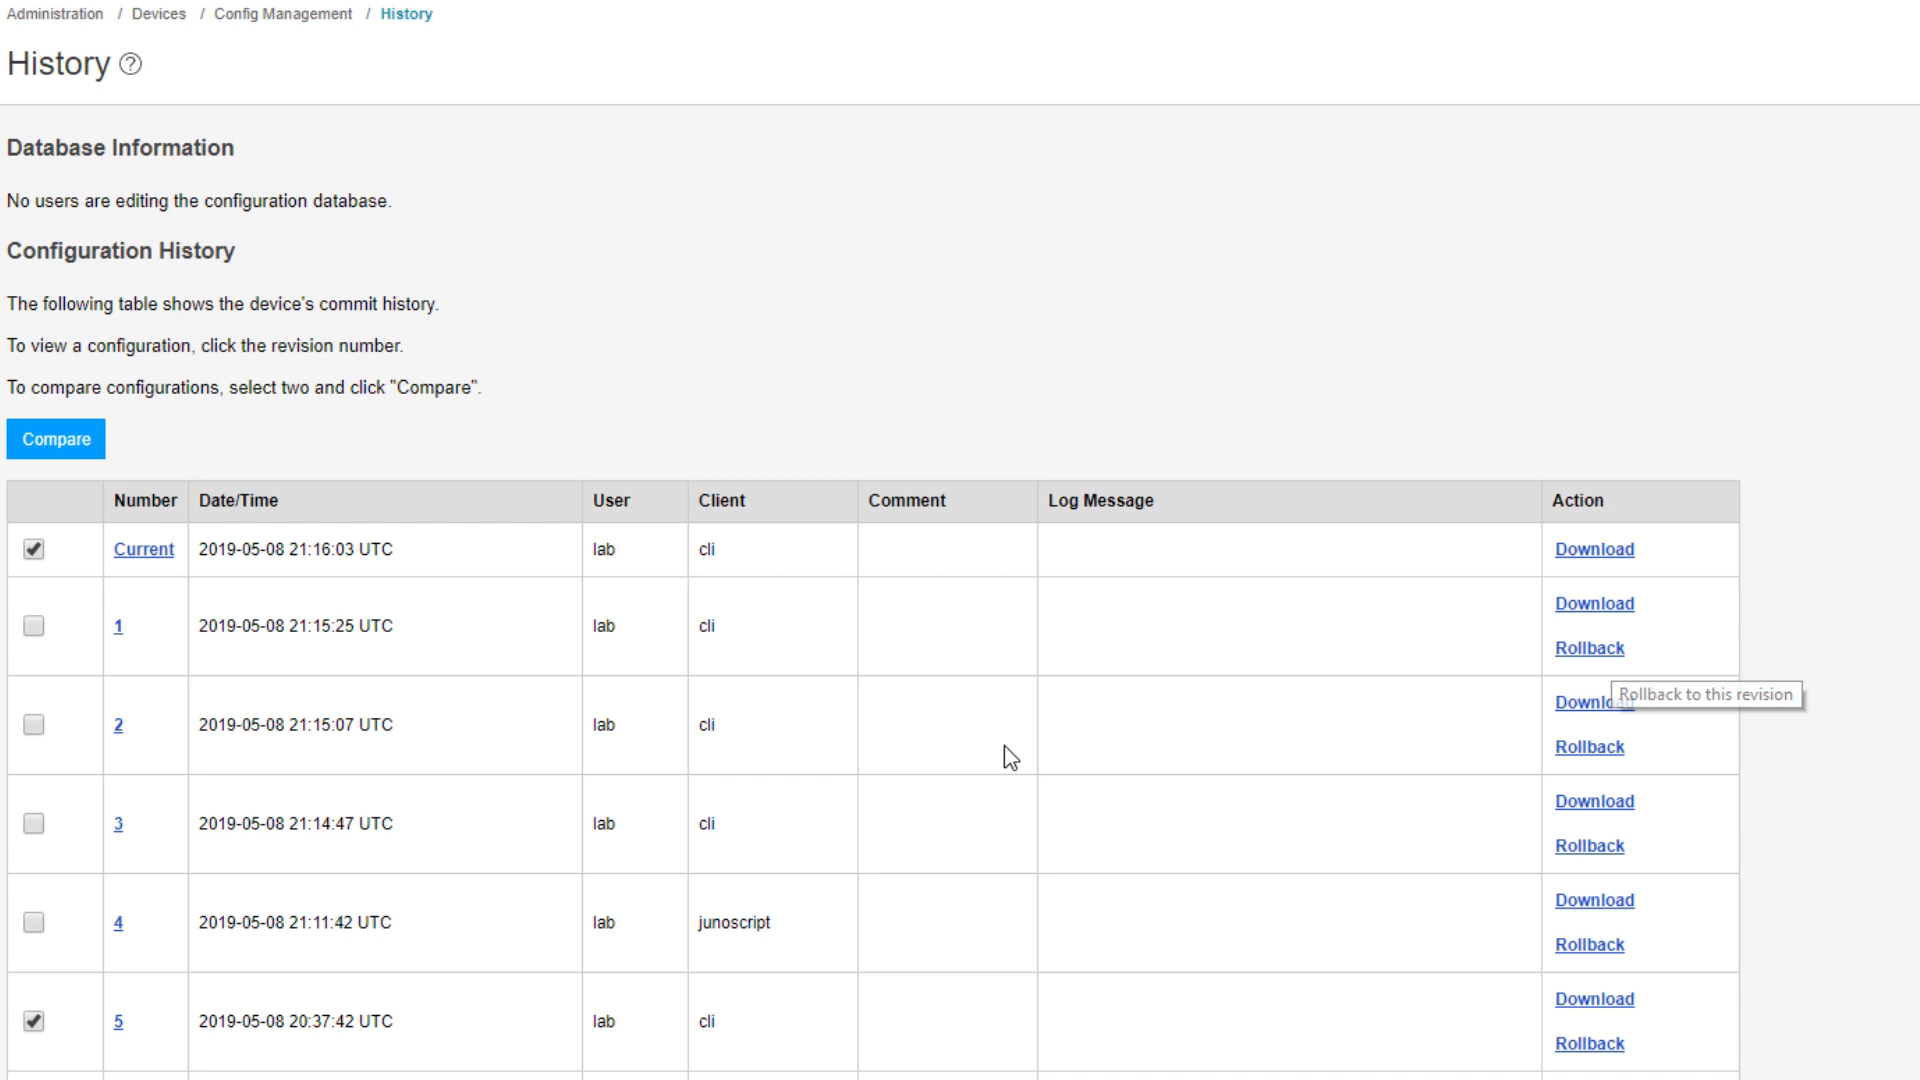 Administration / Devices / Config Management / History
History ?
Database Information
No users are editing the configuration database.
Configuration History
The following table shows the device's commit history.
To view a configuration, click the revision number.
To compare configurations, select two and click "Compare".
Compare
Number Date/Time User Client Comment Log Message Action
Current 2019-05-08 21:16:03 UTC lab cli Download
1 2019-05-08 21:15:25 UTC lab cli Download
Rollback
Rollback to this revision
2 2019-05-08 21:15:07 UTC lab cli Download
Rollback
3 2019-05-08 21:14:47 UTC lab cli Download
Rollback
4 2019-05-08 21:11:42 UTC lab junoscript Download
Rollback
5 2019-05-08 20:37:42 UTC lab cli Download
Rollback